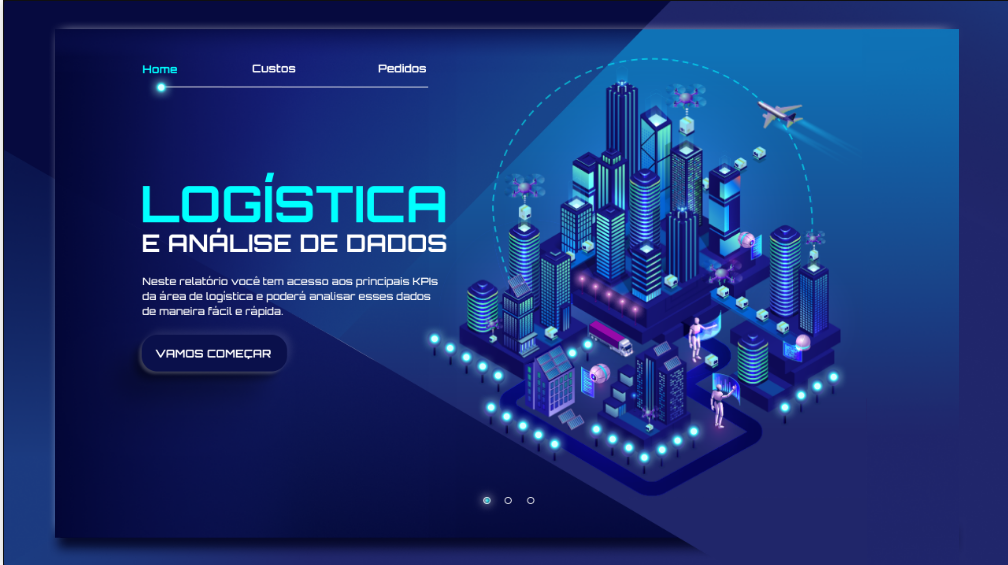 Home Custos Pedidos
LOGÍSTICA
E ANÁLISE DE DADOS
Neste relatório você tem acesso aos principais KPIs
da área de logística e poderá analisar esses dados
de maneira fácil e rápida.
VAMOS COMEÇAR